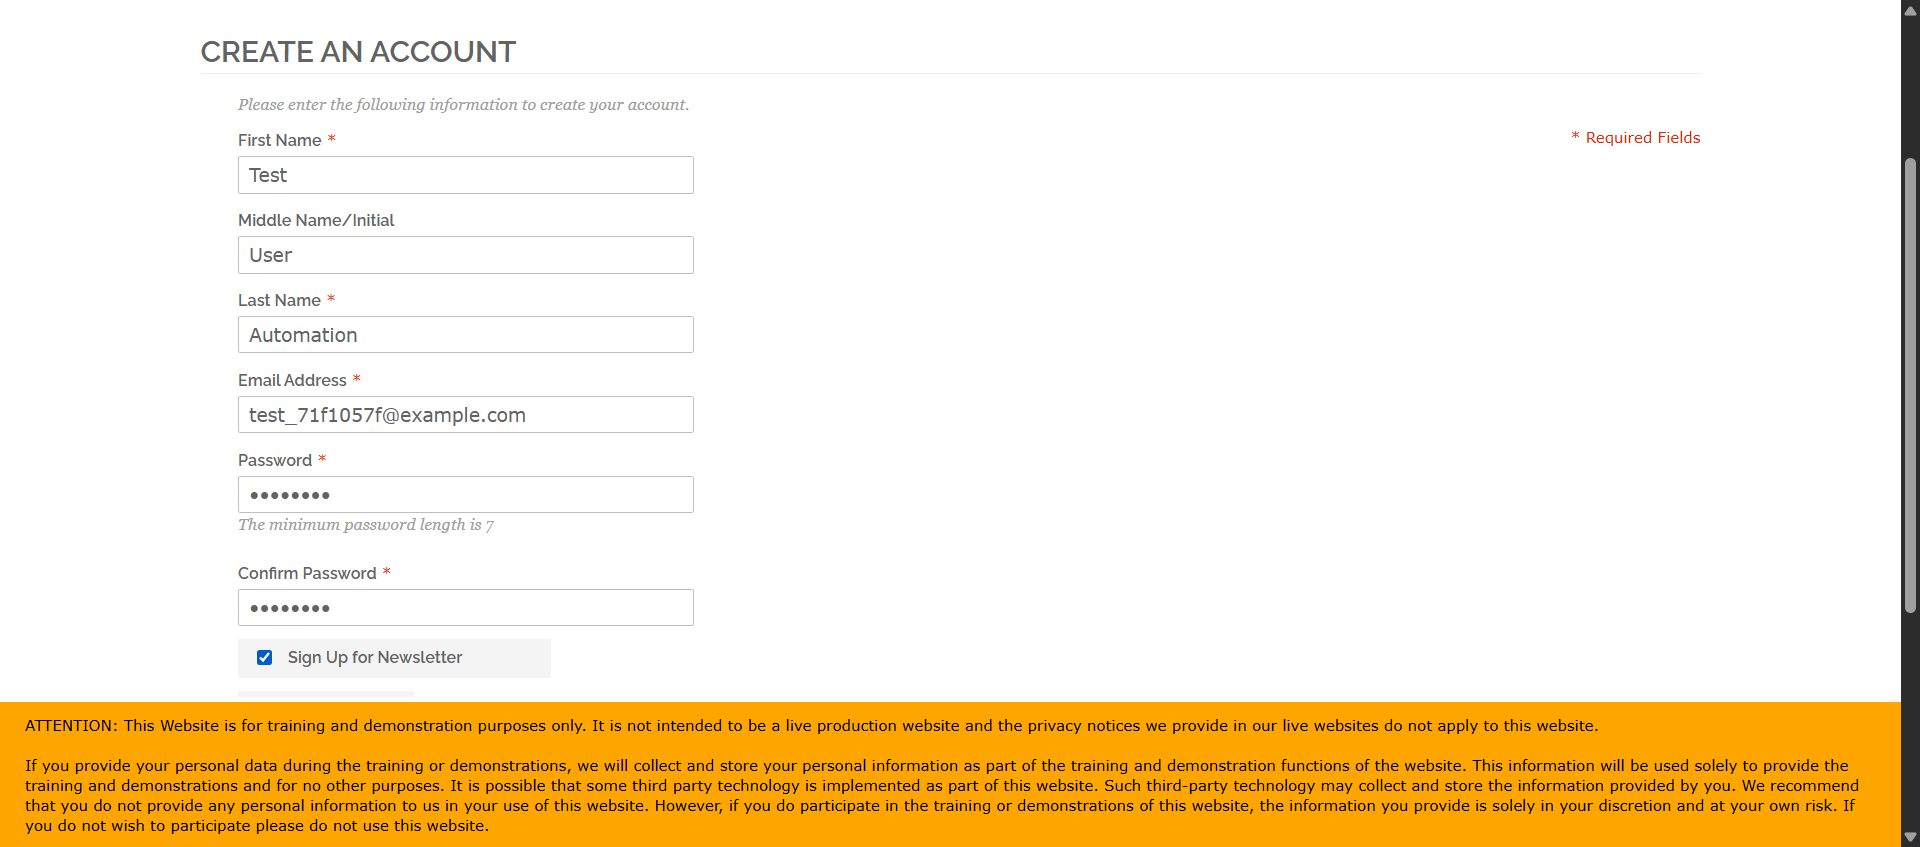 CREATE AN ACCOUNT
Please enter the following information to create your account.
First Name *
* Required Fields
Test
Middle Name/Initial
User
Last Name *
Automation
Email Address *
test_71f1057f@example.com
Password *
••••••••
The minimum password length is 7
Confirm Password *
••••••••
Sign Up for Newsletter
ATTENTION: This Website is for training and demonstration purposes only. It is not intended to be a live production website and the privacy notices we provide in our live websites do not apply to this website.
If you provide your personal data during the training or demonstrations, we will collect and store your personal information as part of the training and demonstration functions of the website. This information will be used solely to provide the
training and demonstrations and for no other purposes. It is possible that some third party technology is implemented as part of this website. Such third-party technology may collect and store the information provided by you. We recommend
that you do not provide any personal information to us in your use of this website. However, if you do participate in the training or demonstrations of this website, the information you provide is solely in your discretion and at your own risk. If
you do not wish to participate please do not use this website.